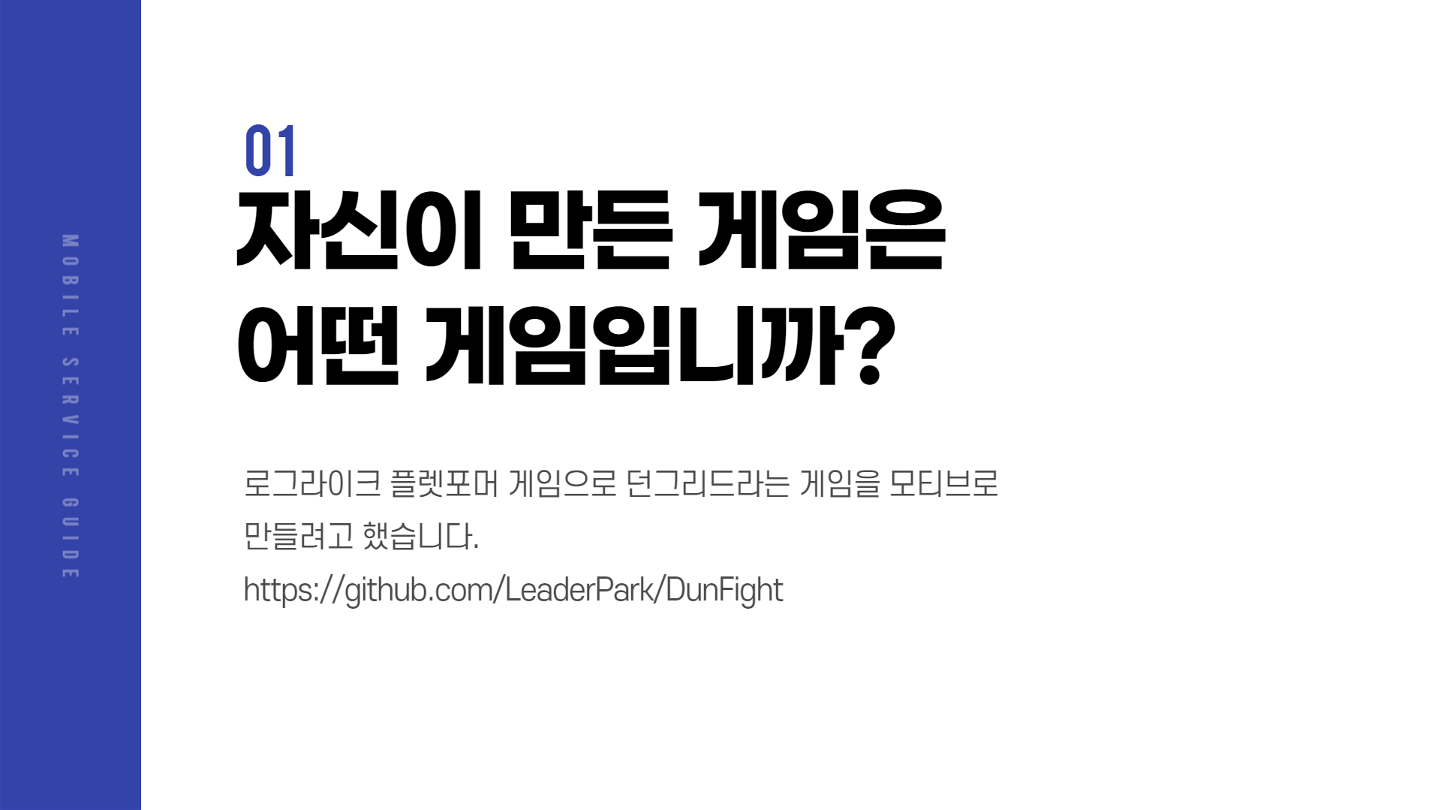 MOBILE SERVICE GUIDE
01
자신이 만든 게임은
어떤 게임입니까?
로그라이크 플렛포머 게임으로 던그리드라는 게임을 모티브로
만들려고 했습니다.
https://github.com/LeaderPark/DunFight